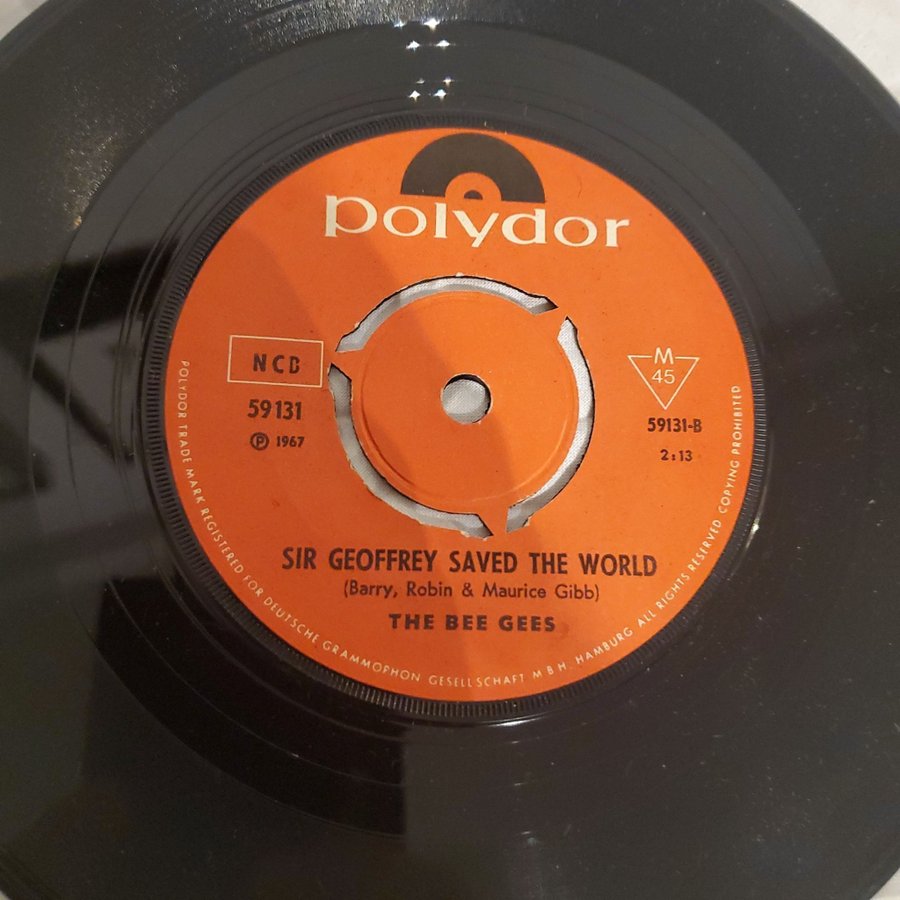 polydor
NCB
59131
℗ 1967
M
45
59131-B
2:13
SIR GEOFFREY SAVED THE WORLD
(Barry, Robin & Maurice Gibb)
THE BEE GEES
POLYDOR TRADE MARK REGISTERED FOR DEUTSCHE GRAMMOPHON GESELLSCHAFT M.B.H. HAMBURG ALL RIGHTS RESERVED COPYING PROHIBITED